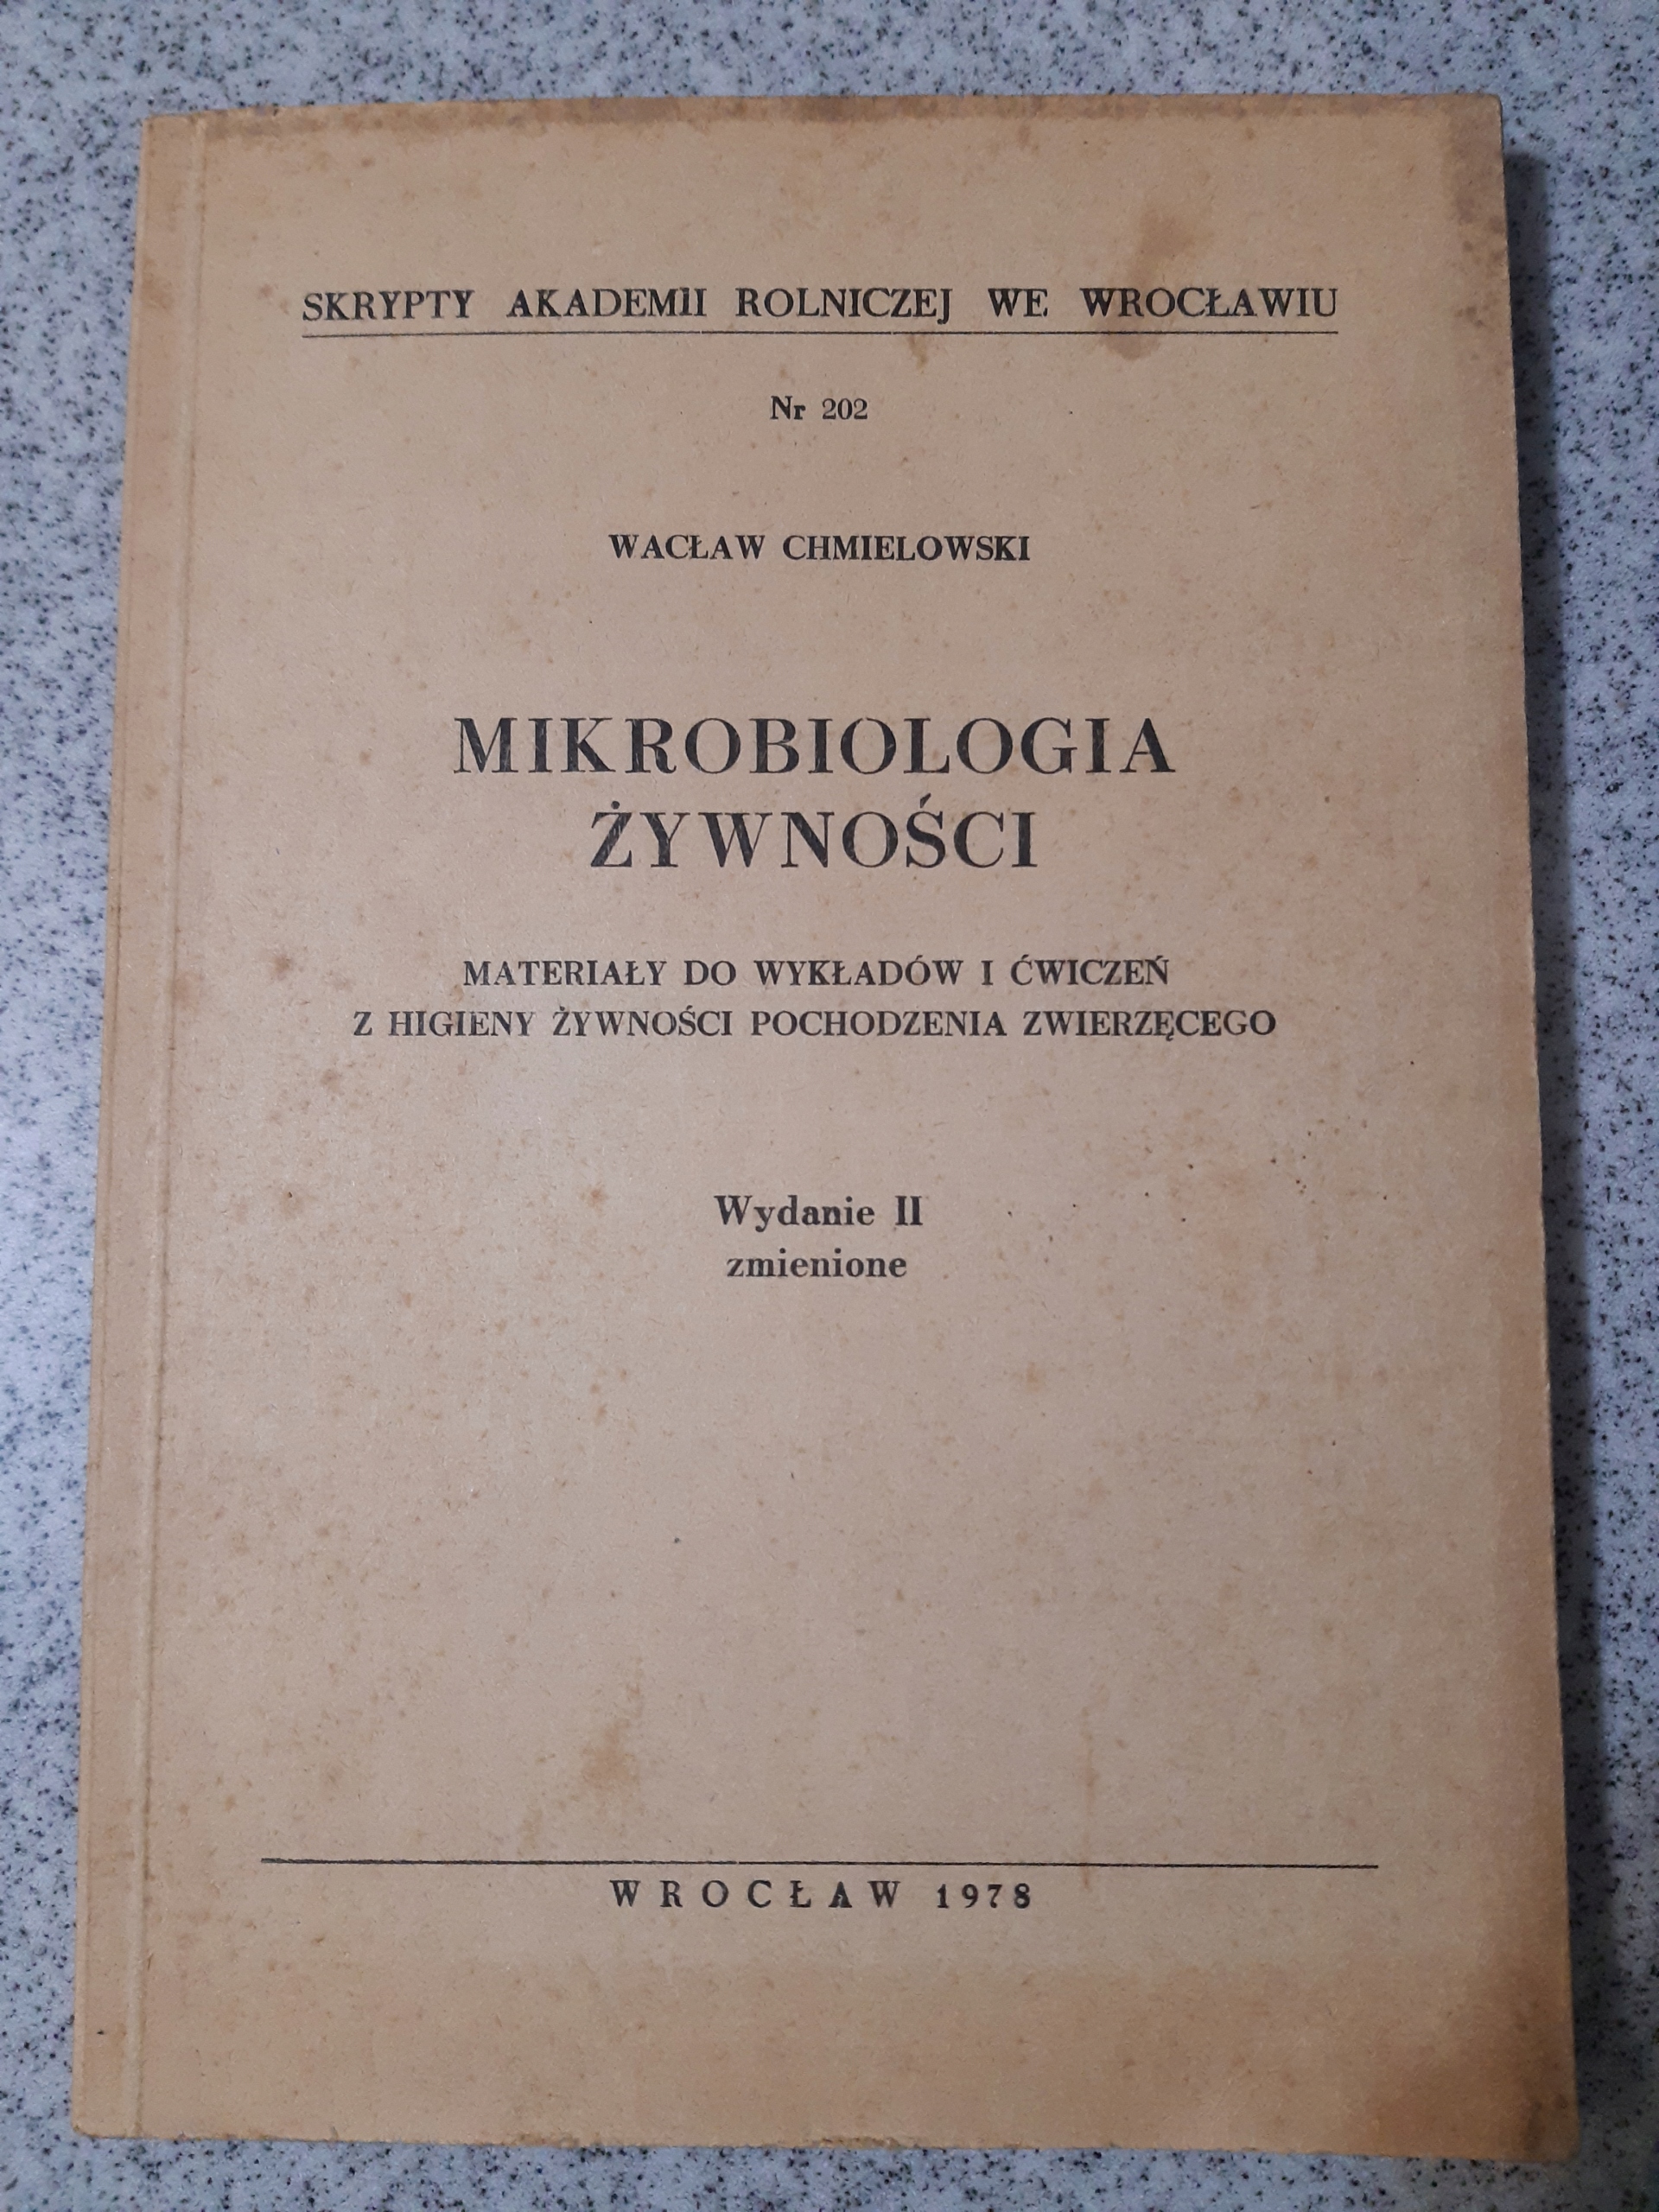 SKRYPTY AKADEMII ROLNICZEJ WE WROCŁAWIU
Nr 202
WACŁAW CHMIELOWSKI
MIKROBIOLOGIA
ŻYWNOŚCI
MATERIAŁY DO WYKŁADÓW I ĆWICZEŃ
Z HIGIENY ŻYWNOŚCI POCHODZENIA ZWIERZĘCEGO
Wydanie II
zmienione
WROCŁAW 1978